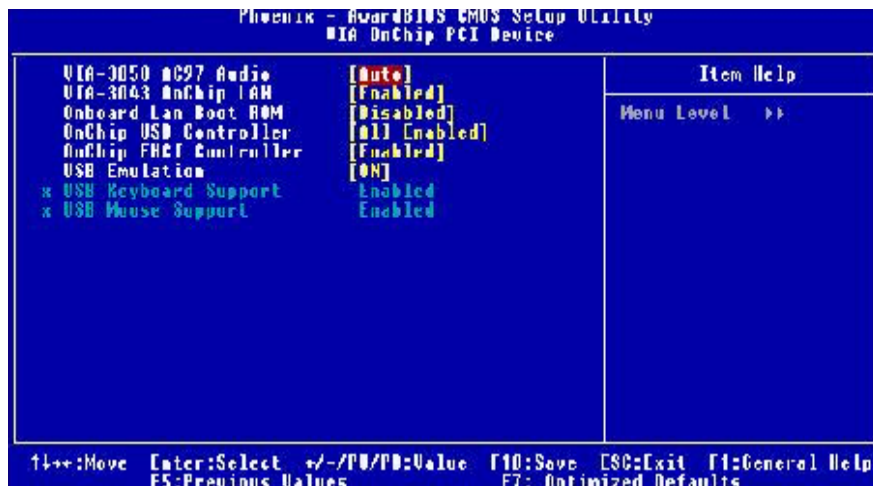 Phoenix - AwardBIOS CMOS Setup Utility
VIA OnChip PCI Device
VIA-3058 AC97 Audio [Auto]
VIA-3043 OnChip LAN [Enabled]
Onboard Lan Boot ROM [Disabled]
OnChip USB Controller [All Enabled]
OnChip EHCI Controller [Enabled]
USB Emulation [ON]
x USB Keyboard Support Enabled
x USB Mouse Support Enabled
Item Help
Menu Level ▸▸
↑↓→←:Move Enter:Select +/-/PU/PD:Value F10:Save ESC:Exit F1:General Help
F5:Previous Values F7: Optimized Defaults